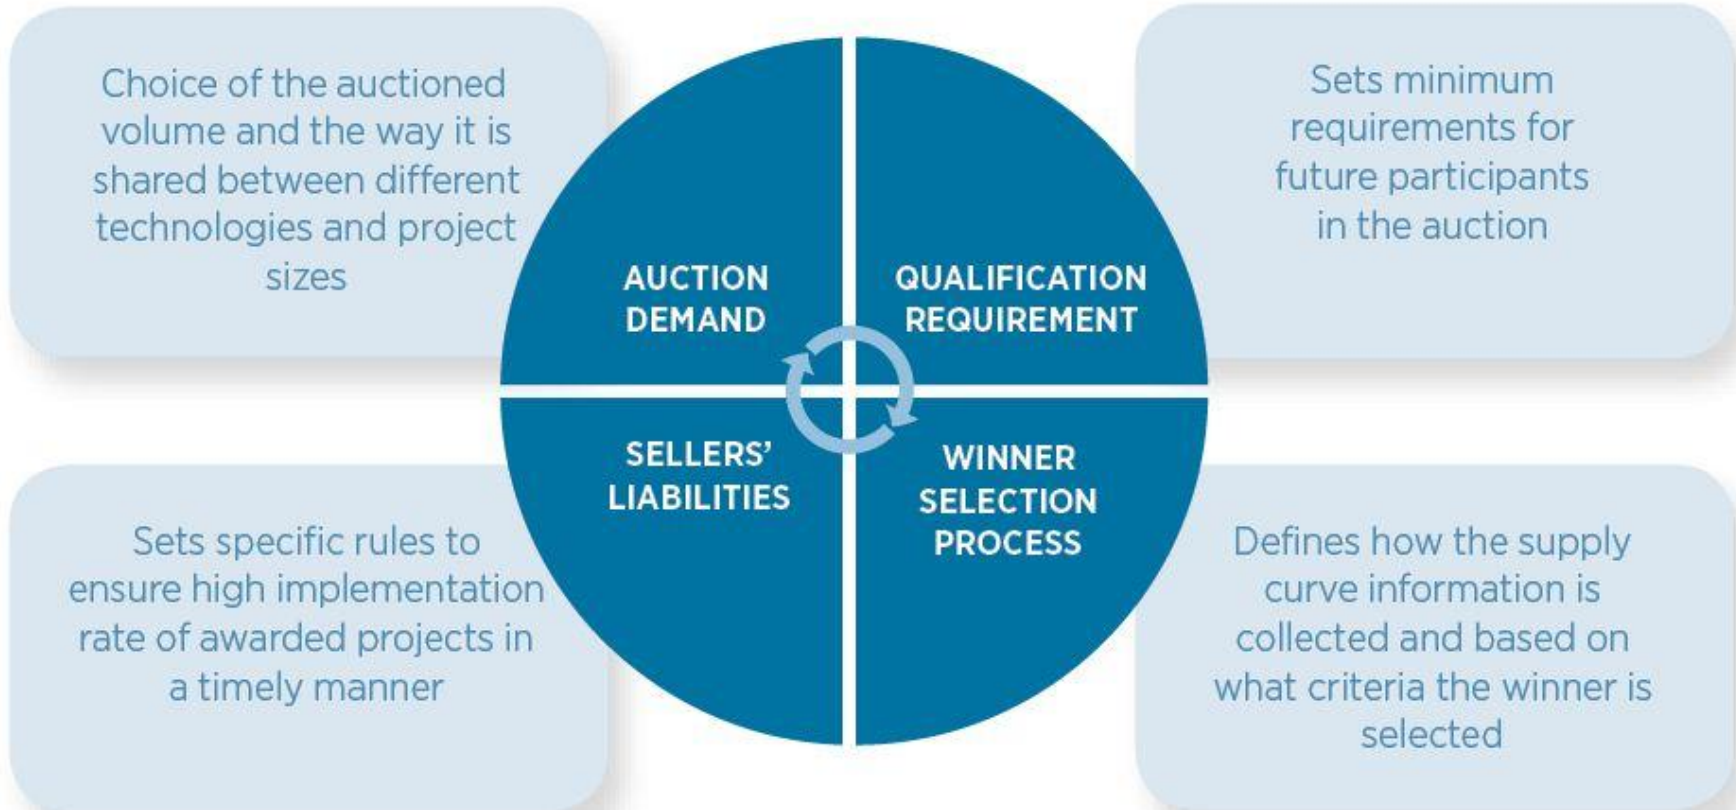 Choice of the auctioned
volume and the way it is
shared between different
technologies and project
sizes
AUCTION
DEMAND
QUALIFICATION
REQUIREMENT
Sets minimum
requirements for
future participants
in the auction
Sets specific rules to
ensure high implementation
rate of awarded projects in
a timely manner
SELLERS’
LIABILITIES
WINNER
SELECTION
PROCESS
Defines how the supply
curve information is
collected and based on
what criteria the winner is
selected